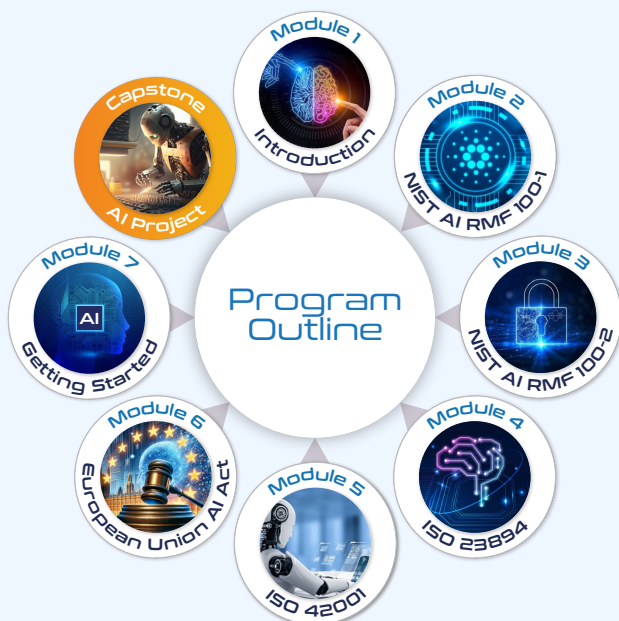 Program
Outline
Module 1
Introduction
Module 2
NIST AI RMF 100-1
Module 3
NIST AI RMF 100-2
Module 4
ISO 23894
Module 5
ISO 42001
Module 6
European Union AI Act
Module 7
AI
Getting Started
Capstone
AI Project